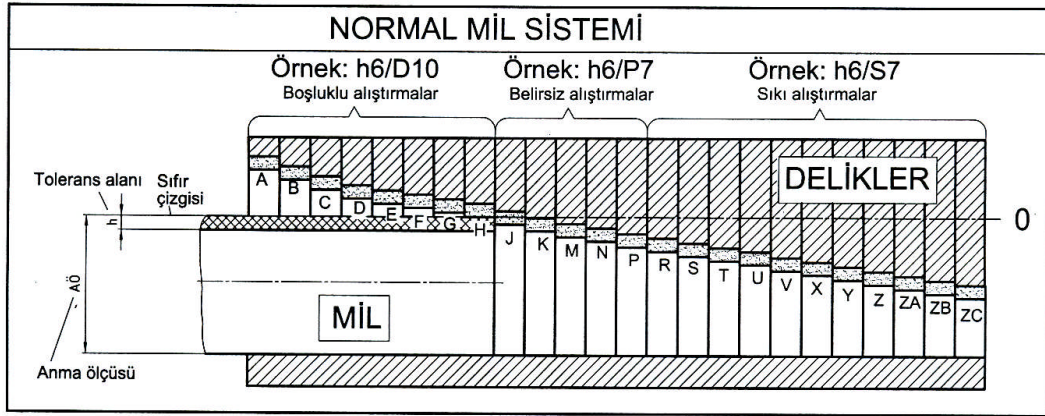 NORMAL MİL SİSTEMİ
Örnek: h6/D10
Boşluklu alıştırmalar
Örnek: h6/P7
Belirsiz alıştırmalar
Örnek: h6/S7
Sıkı alıştırmalar
DELİKLER
Tolerans alanı
Sıfır
çizgisi
A B C D E F G H J K M N P R S T U V X Y Z ZA ZB ZC
0
h
AÖ
MİL
Anma ölçüsü